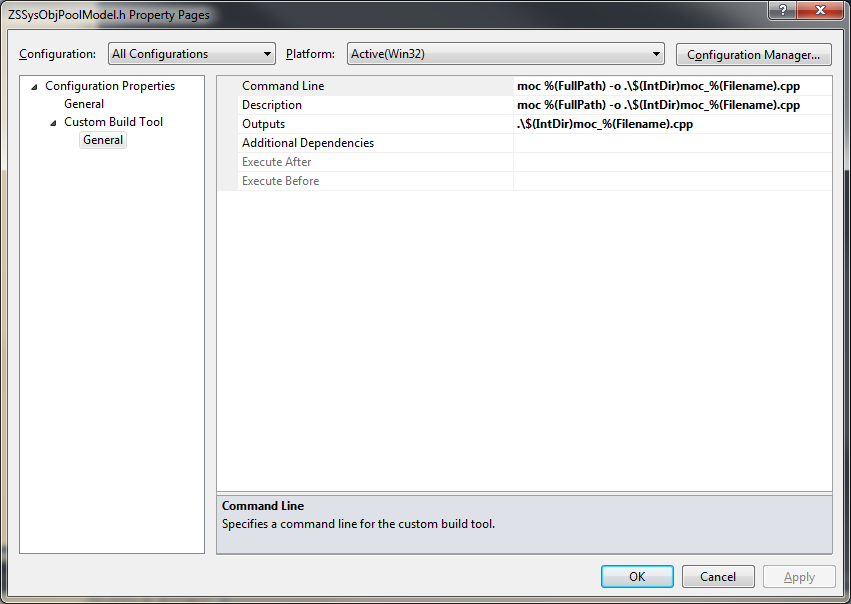 ZSSysObjPoolModel.h Property Pages
?
Configuration: All Configurations Platform: Active(Win32) Configuration Manager...
Configuration Properties
General
Custom Build Tool
General
Command Line moc %(FullPath) -o .\$(IntDir)moc_%(Filename).cpp
Description moc %(FullPath) -o .\$(IntDir)moc_%(Filename).cpp
Outputs .\$(IntDir)moc_%(Filename).cpp
Additional Dependencies
Execute After
Execute Before
Command Line
Specifies a command line for the custom build tool.
OK Cancel Apply